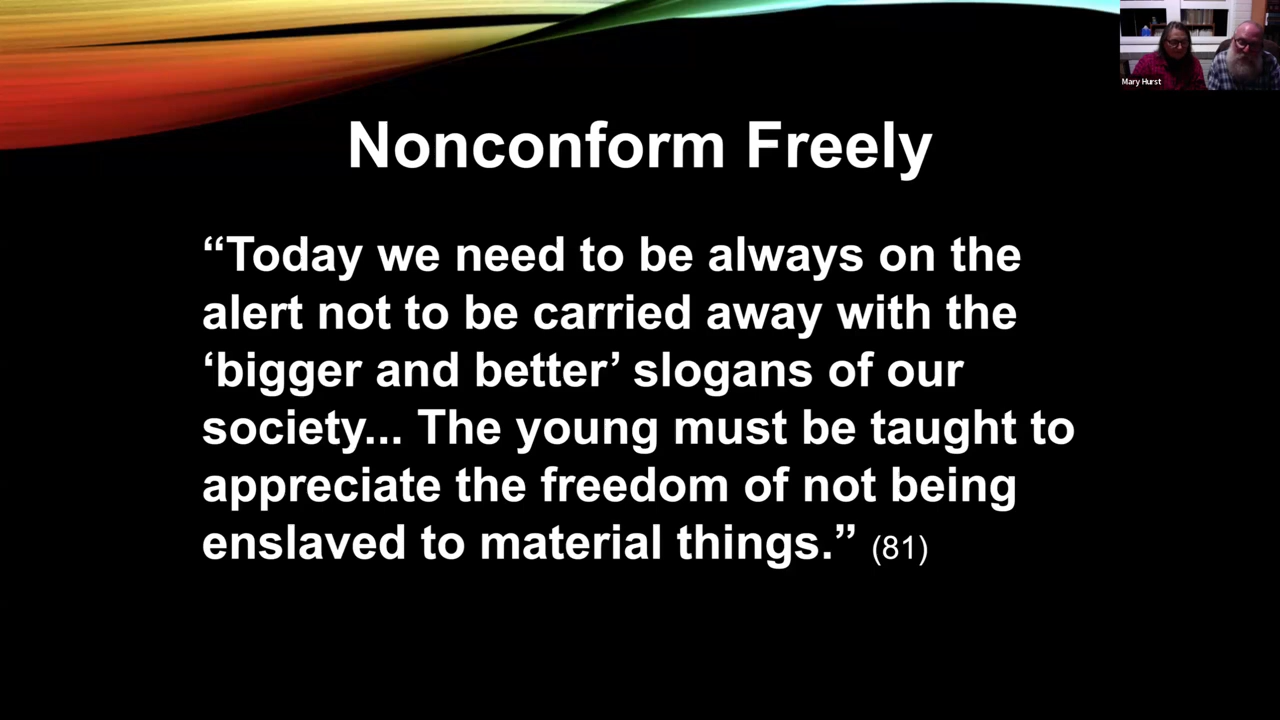 Mary Hurst
Nonconform Freely
“Today we need to be always on the
alert not to be carried away with the
‘bigger and better’ slogans of our
society... The young must be taught to
appreciate the freedom of not being
enslaved to material things.” (81)